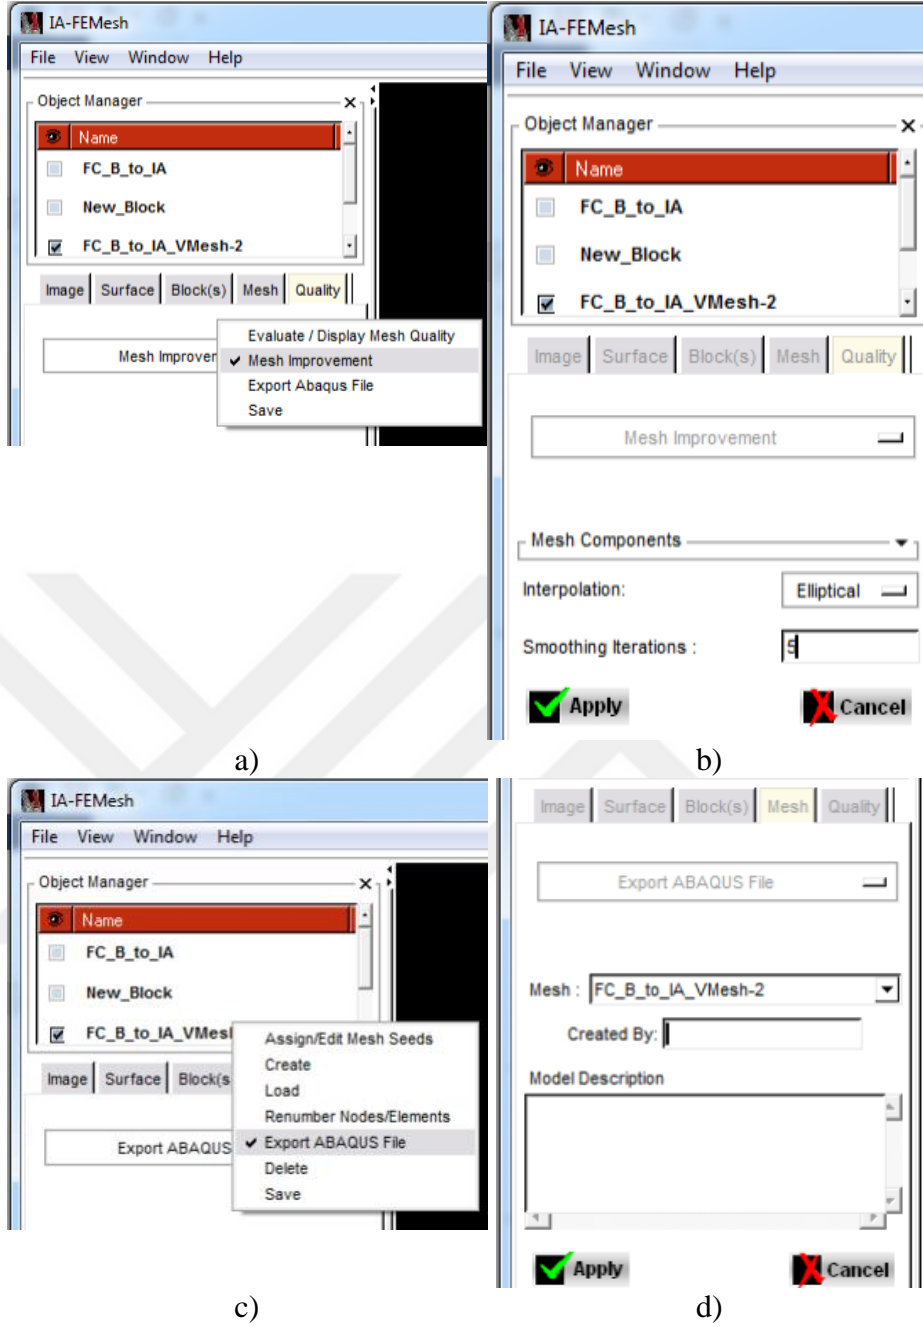 IA-FEMesh
File View Window Help
Object Manager
Name
FC_B_to_IA
New_Block
FC_B_to_IA_VMesh-2
Image Surface Block(s) Mesh Quality
Mesh Improver
Evaluate / Display Mesh Quality
Mesh Improvement
Export Abaqus File
Save
a)
IA-FEMesh
File View Window Help
Object Manager
Name
FC_B_to_IA
New_Block
FC_B_to_IA_VMesh-2
Image Surface Block(s) Mesh Quality
Mesh Improvement
Mesh Components
Interpolation: Elliptical
Smoothing Iterations : 5
Apply Cancel
b)
IA-FEMesh
File View Window Help
Object Manager
Name
FC_B_to_IA
New_Block
FC_B_to_IA_VMesl
Image Surface Block(s
Export ABAQUS
Assign/Edit Mesh Seeds
Create
Load
Renumber Nodes/Elements
Export ABAQUS File
Delete
Save
c)
Image Surface Block(s) Mesh Quality
Export ABAQUS File
Mesh : FC_B_to_IA_VMesh-2
Created By:
Model Description
Apply Cancel
d)